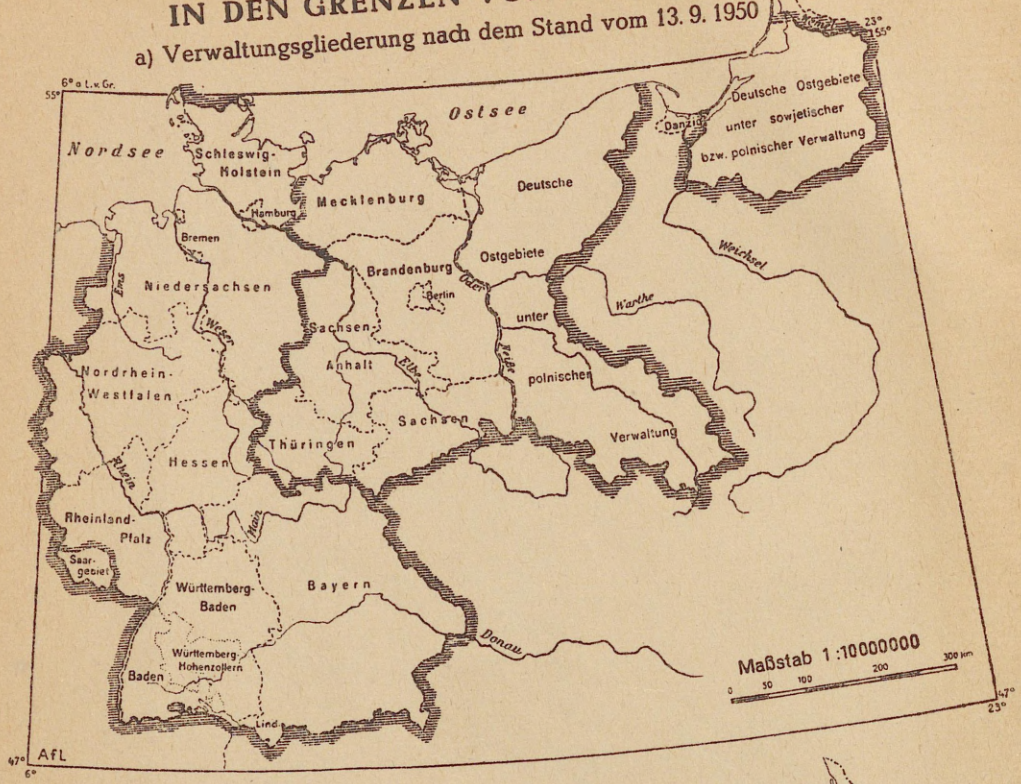 IN DEN GRENZEN
a) Verwaltungsgliederung nach dem Stand vom 13. 9. 1950
6° ö. L. v. Gr.
23°
55°
55°
Nordsee
Ostsee
Schleswig-
Holstein
Hamburg
Mecklenburg
Danzig
Deutsche Ostgebiete
unter sowjetischer
bzw. polnischer Verwaltung
Deutsche
Ostgebiete
unter
polnischer
Verwaltung
Bremen
Ems
Niedersachsen
Weser
Brandenburg
Berlin
Oder
Warthe
Weichsel
Sachsen-
Anhalt
Elbe
Neiße
Nordrhein-
Westfalen
Sachsen
Thüringen
Hessen
Rhein
Main
Rheinland-
Pfalz
Saar-
gebiet
Württemberg-
Baden
Bayern
Württemberg-
Hohenzollern
Baden
Lind.
Donau
Maßstab 1 :10000000
0 50 100 200 300 km
47°
23°
47°
6°
AfL